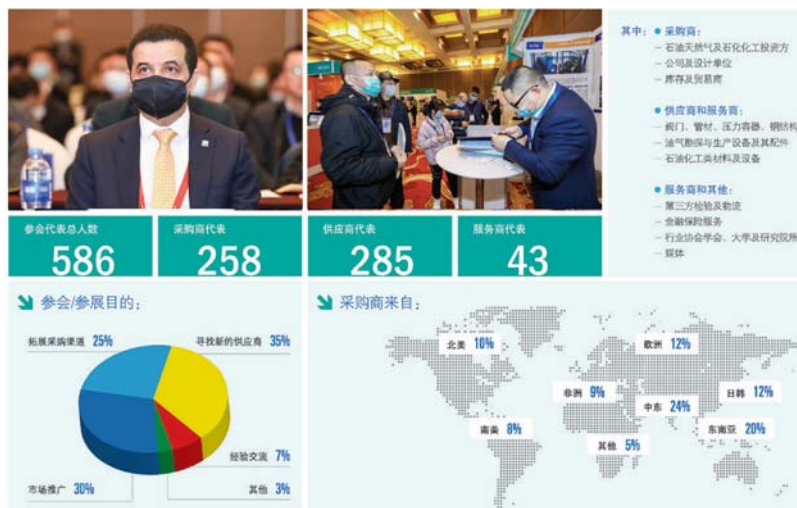 其中：
● 采购商：
— 石油天然气及石化化工投资方
— 公司及设计单位
— 库存及贸易商
● 供应商和服务商：
— 阀门、管材、压力容器、钢结构
— 油气勘探与生产设备及其配件
— 石油化工类材料及设备
● 服务商和其他：
— 第三方检验及物流
— 金融保险服务
— 行业协会学会、大学及研究院所
— 媒体
参会代表总人数
586
采购商代表
258
供应商代表
285
服务商代表
43
参会/参展目的：
拓展采购渠道 25%
寻找新的供应商 35%
经验交流 7%
市场推广 30%
其他 3%
采购商来自：
北美 10%
欧洲 12%
非洲 9%
日韩 12%
中东 24%
南美 8%
东南亚 20%
其他 5%